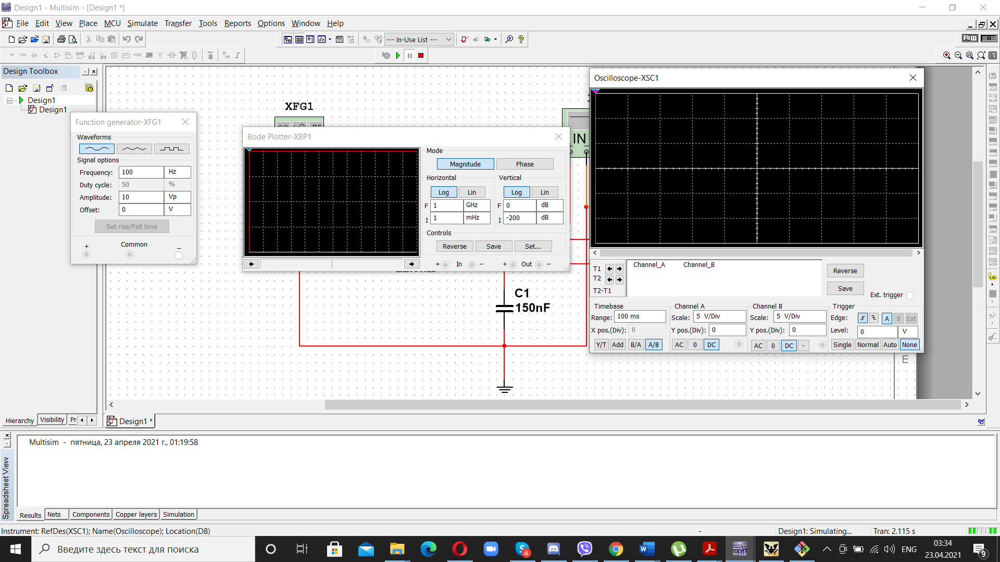 Design1 - Multisim - [Design1 *]
File Edit View Place MCU Simulate Transfer Tools Reports Options Window Help
--- In-Use List ---
MISC
Design Toolbox
Design1
Design1
XFG1
Function generator-XFG1
Waveforms
Signal options
Frequency: 100 Hz
Duty cycle: 50 %
Amplitude: 10 Vp
Offset: 0 V
Set rise/Fall time
+ Common −
Bode Plotter-XBP1
Mode
Magnitude Phase
Horizontal Vertical
Log Lin Log Lin
F 1 GHz F 0 dB
I 1 mHz I -200 dB
Controls
Reverse Save Set...
+ In − + Out −
IN
C1
150nF
Oscilloscope-XSC1
T1
T2
T2-T1
Channel_A Channel_B
Reverse
Save
Ext. trigger
Timebase Channel A Channel B Trigger
Range: 100 ms Scale: 5 V/Div Scale: 5 V/Div Edge: A B Ext
X pos.(Div): 0 Y pos.(Div): 0 Y pos.(Div): 0 Level: 0 V
Y/T Add B/A A/B AC 0 DC AC 0 DC - Single Normal Auto None
E
Hierarchy Visibility Pr
Design1 *
Multisim - пятница, 23 апреля 2021 г., 01:19:58
Spreadsheet View
Results Nets Components Copper layers Simulation
Instrument: RefDes(XSC1); Name(Oscilloscope); Location(D8) - Design1: Simulating... Tran: 2.115 s
Введите здесь текст для поиска
4
ENG
03:34
23.04.2021
9